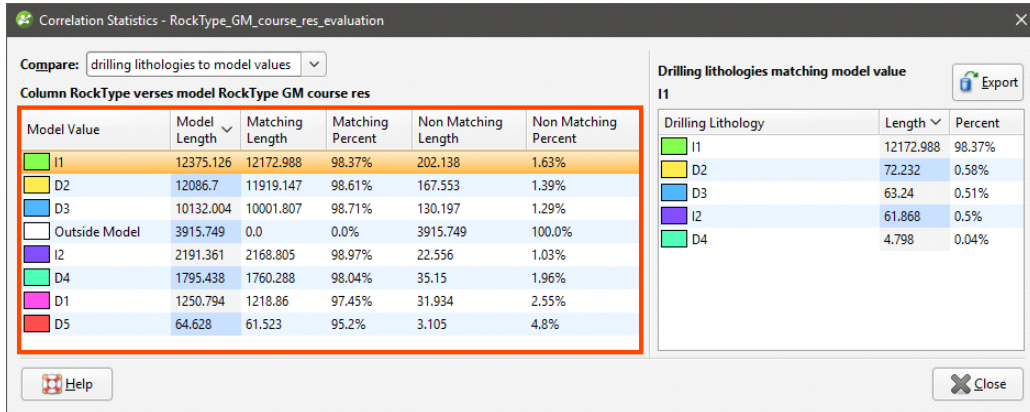 Correlation Statistics - RockType_GM_course_res_evaluation
Compare: drilling lithologies to model values
Column RockType verses model RockType GM course res
Model Value Model Length Matching Length Matching Percent Non Matching Length Non Matching Percent
I1 12375.126 12172.988 98.37% 202.138 1.63%
D2 12086.7 11919.147 98.61% 167.553 1.39%
D3 10132.004 10001.807 98.71% 130.197 1.29%
Outside Model 3915.749 0.0 0.0% 3915.749 100.0%
I2 2191.361 2168.805 98.97% 22.556 1.03%
D4 1795.438 1760.288 98.04% 35.15 1.96%
D1 1250.794 1218.86 97.45% 31.934 2.55%
D5 64.628 61.523 95.2% 3.105 4.8%
Drilling lithologies matching model value
I1
Export
Drilling Lithology Length Percent
I1 12172.988 98.37%
D2 72.232 0.58%
D3 63.24 0.51%
I2 61.868 0.5%
D4 4.798 0.04%
Help
Close